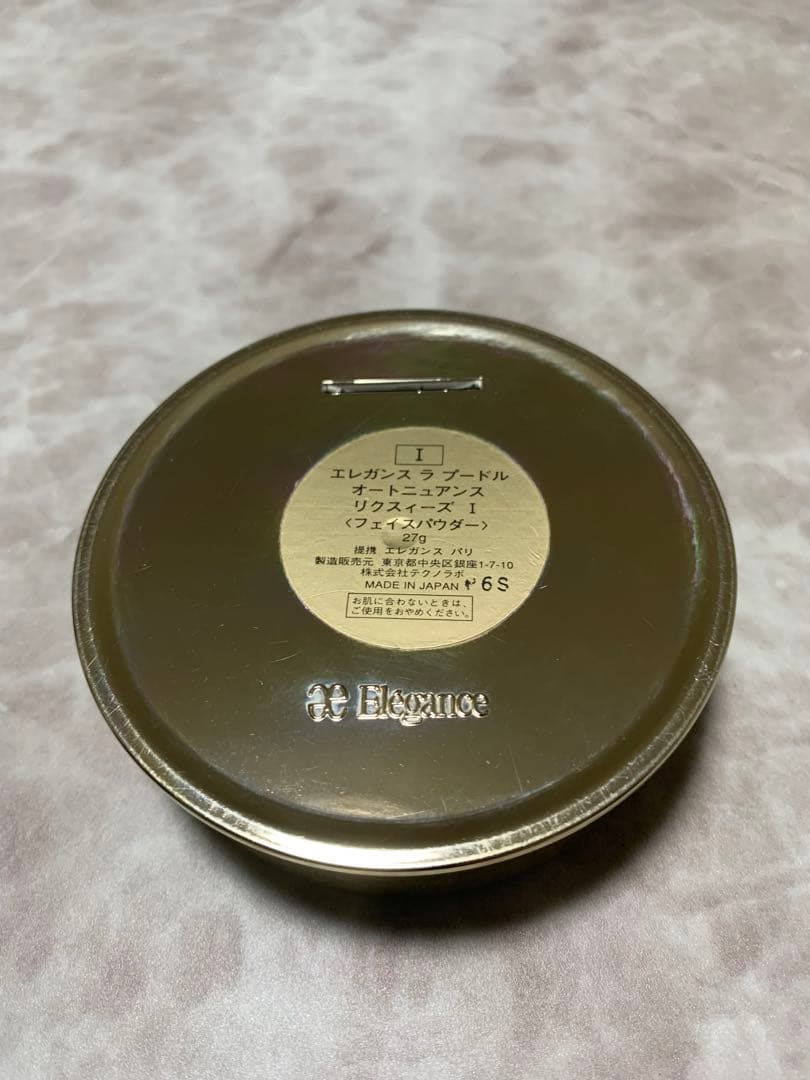 I
エレガンス ラ プードル
オートニュアンス
リクスィーズ I
〈フェイスパウダー〉
27g
提携 エレガンス パリ
製造販売元 東京都中央区銀座1-7-10
株式会社テクノラボ
MADE IN JAPAN 6S
お肌に合わないときは、
ご使用をおやめください。
æ Elégance